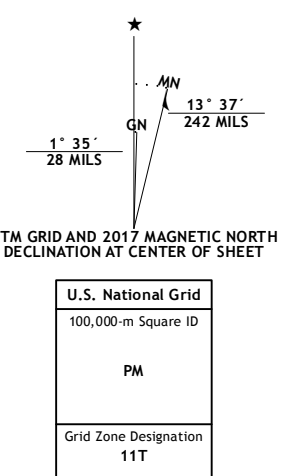 ★
MN
GN
13° 37´
242 MILS
1° 35´
28 MILS
TM GRID AND 2017 MAGNETIC NORTH
DECLINATION AT CENTER OF SHEET
U.S. National Grid
100,000-m Square ID
PM
Grid Zone Designation
11T